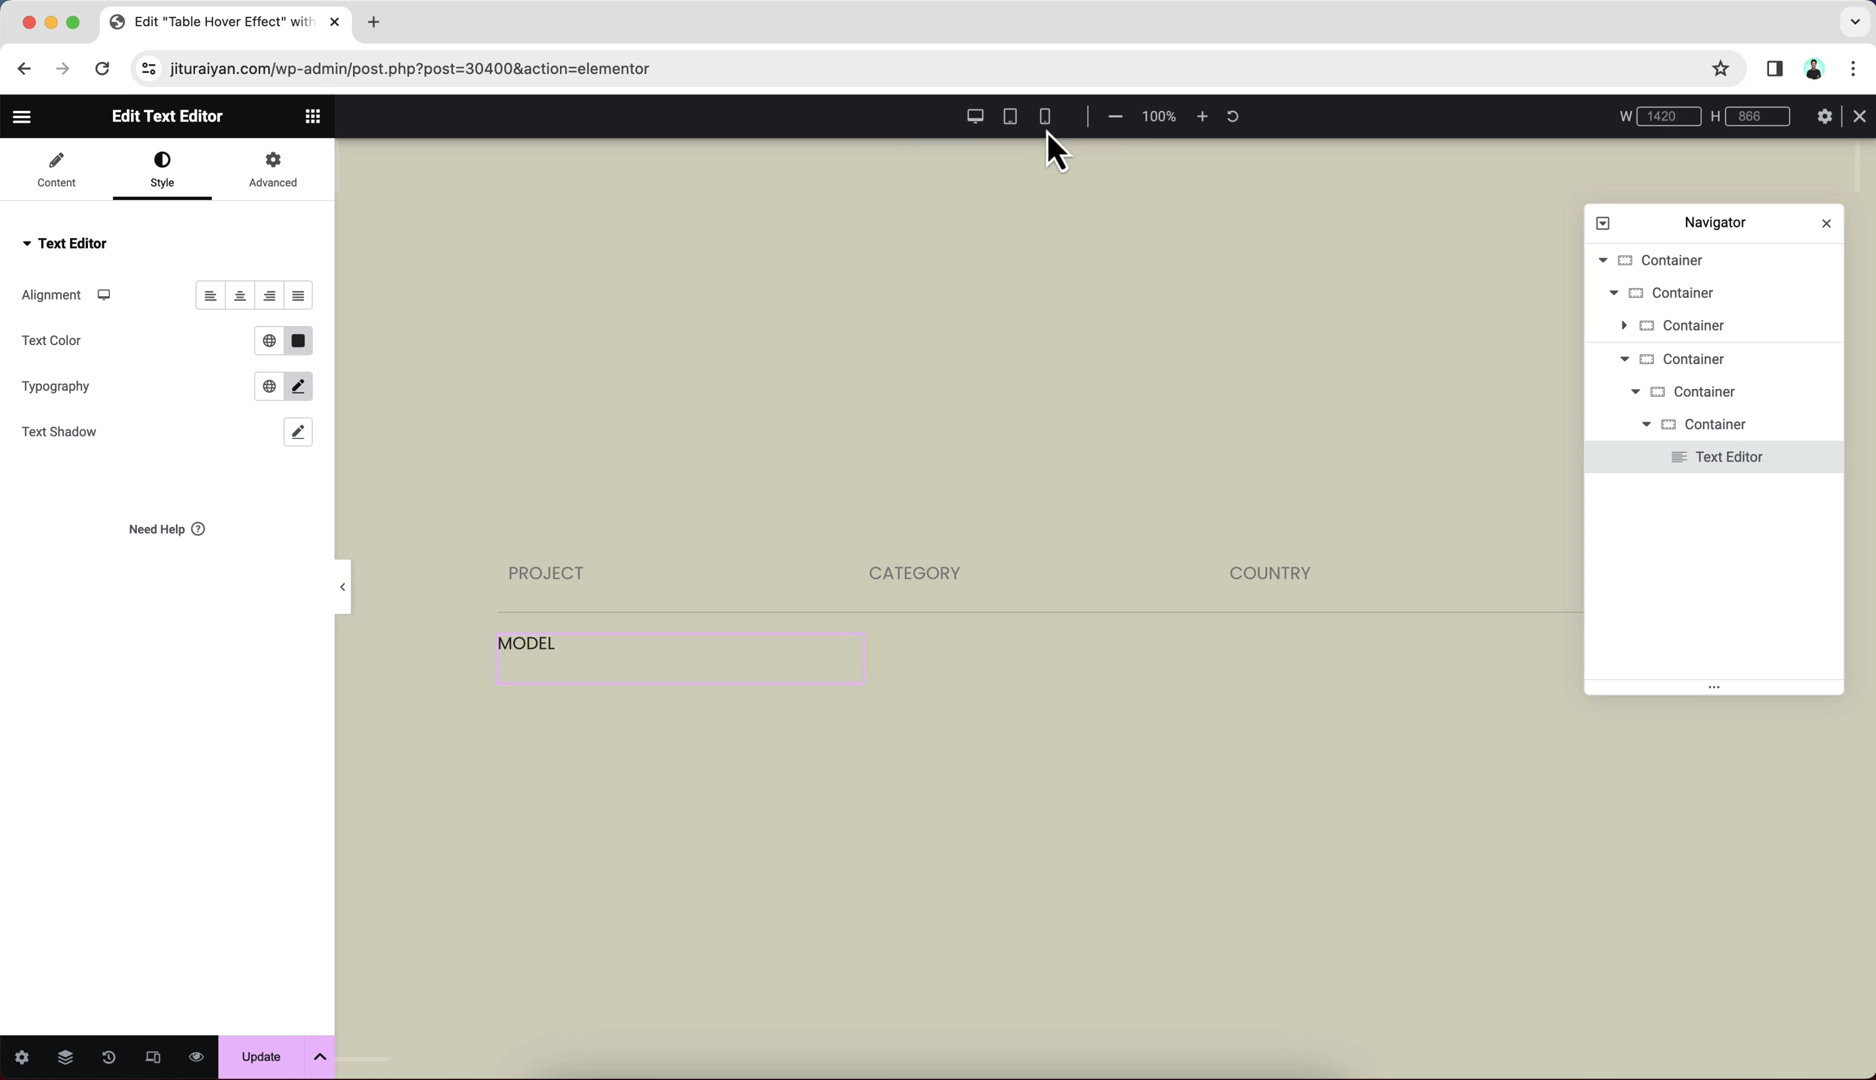 Edit "Table Hover Effect" with
jituraiyan.com/wp-admin/post.php?post=30400&action=elementor
Edit Text Editor
100%
W 1420 H 866
Content
Style
Advanced
Text Editor
Alignment
Text Color
Typography
Text Shadow
Need Help
Navigator
Container
Container
Container
Container
Container
Container
Text Editor
PROJECT
CATEGORY
COUNTRY
MODEL
Update